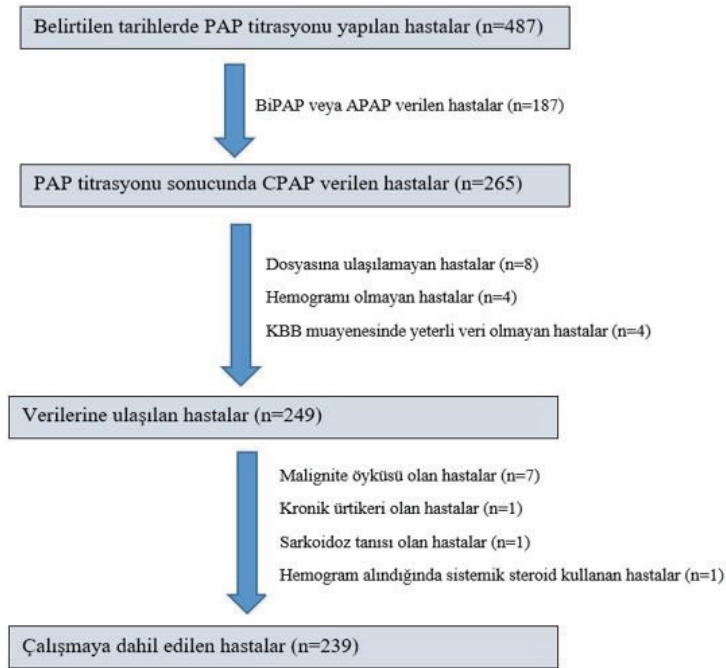 Belirtilen tarihlerde PAP titrasyonu yapılan hastalar (n=487)
BiPAP veya APAP verilen hastalar (n=187)
PAP titrasyonu sonucunda CPAP verilen hastalar (n=265)
Dosyasına ulaşılamayan hastalar (n=8)
Hemogramı olmayan hastalar (n=4)
KBB muayenesinde yeterli veri olmayan hastalar (n=4)
Verilerine ulaşılan hastalar (n=249)
Malignite öyküsü olan hastalar (n=7)
Kronik ürtikeri olan hastalar (n=1)
Sarkoidoz tanısı olan hastalar (n=1)
Hemogram alındığında sistemik steroid kullanan hastalar (n=1)
Çalışmaya dahil edilen hastalar (n=239)